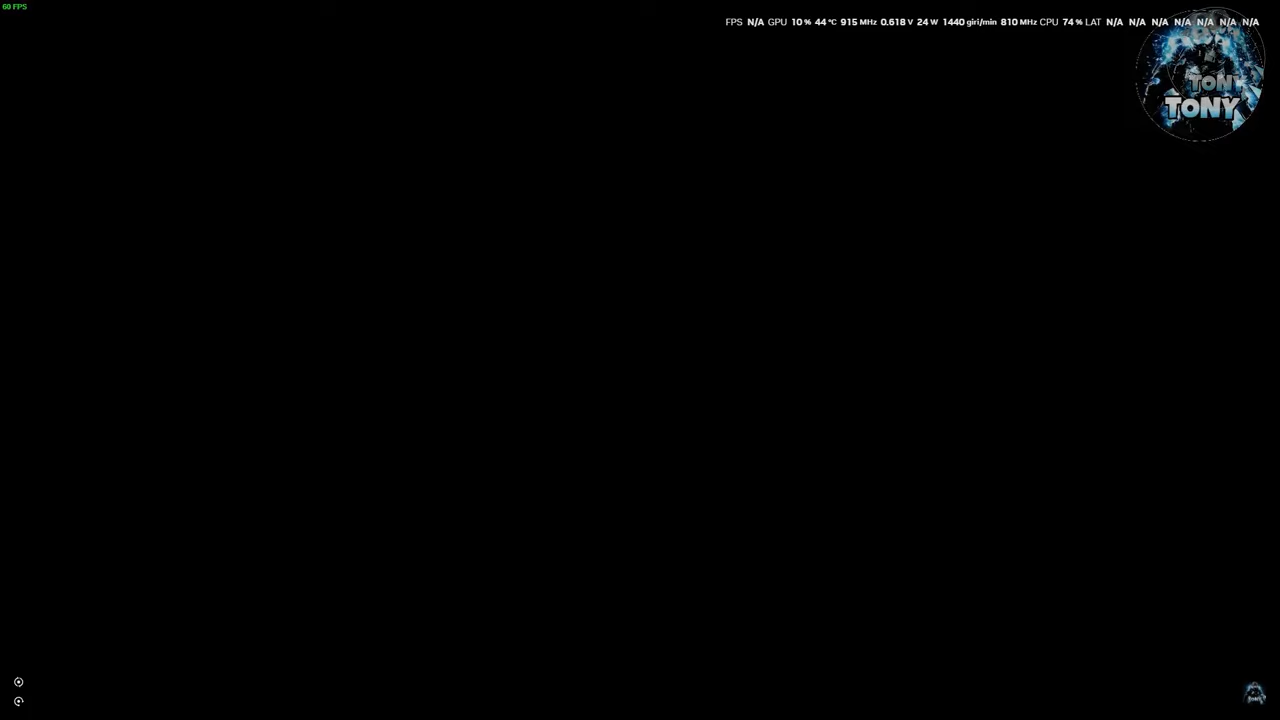 60 FPS
FPS N/A GPU 10 % 44 °C 915 MHz 0.618 V 24 W 1440 giri/min 810 MHz CPU 74 % LAT N/A N/A N/A N/A N/A N/A N/A
TONY
TONY
TONY